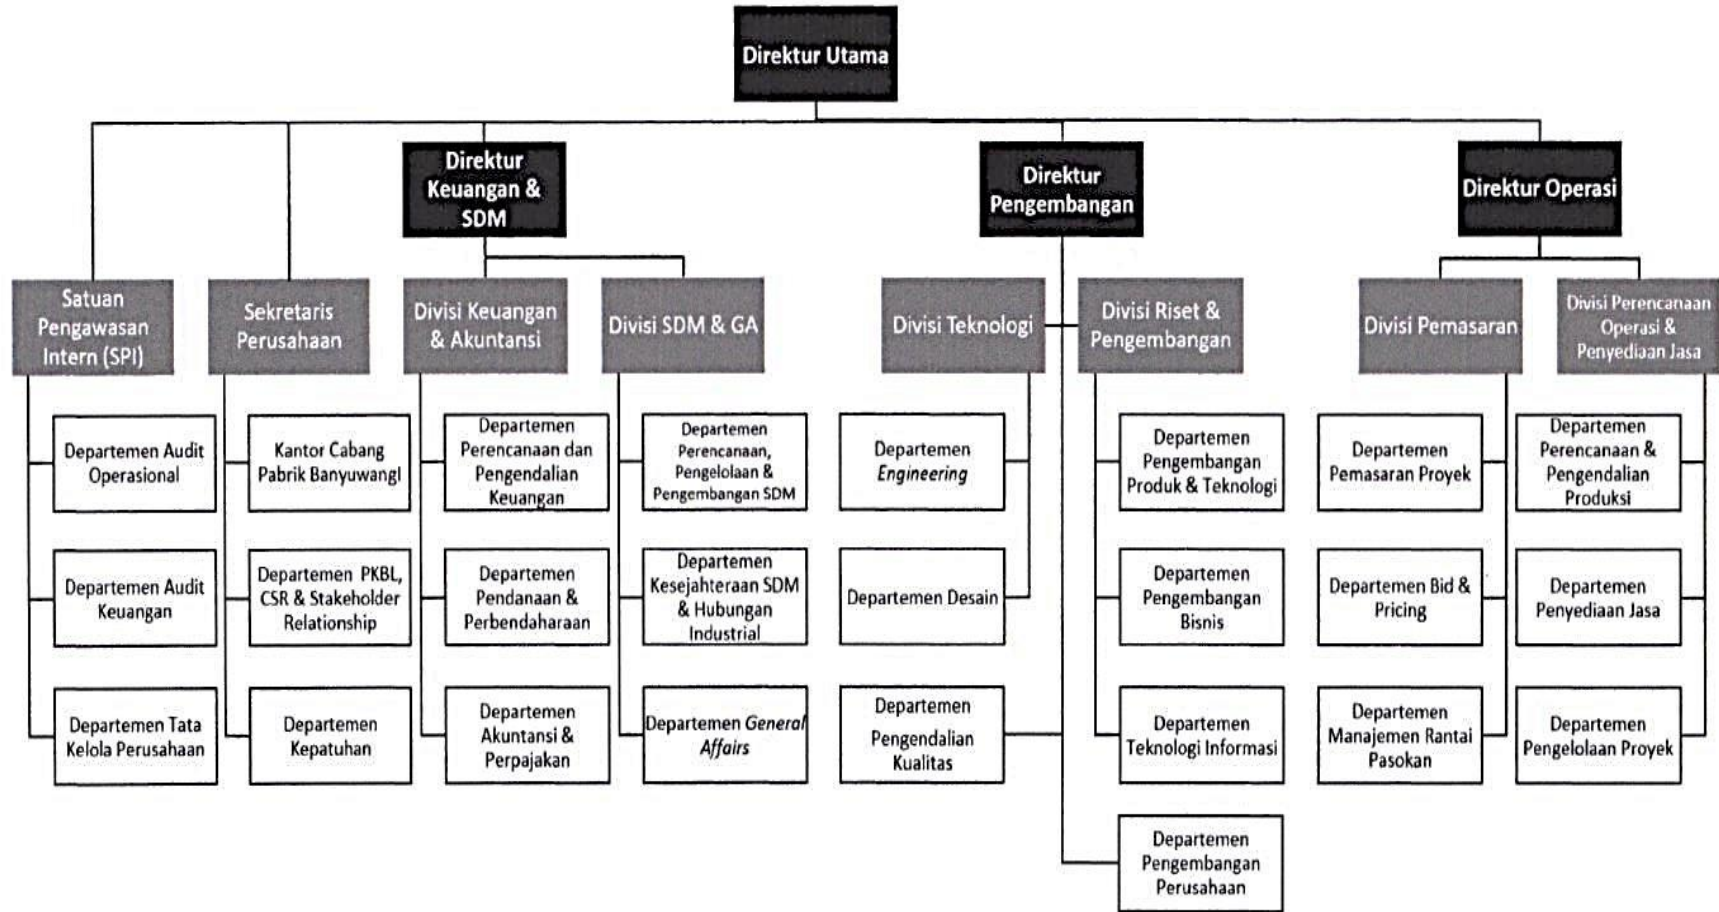 Direktur Utama
Direktur
Keuangan &
SDM
Direktur
Pengembangan
Direktur Operasi
Satuan
Pengawasan
Intern (SPI)
Sekretaris
Perusahaan
Divisi Keuangan
& Akuntansi
Divisi SDM & GA
Divisi Teknologi
Divisi Riset &
Pengembangan
Divisi Pemasaran
Divisi Perencanaan
Operasi &
Penyediaan Jasa
Departemen Audit
Operasional
Kantor Cabang
Pabrik Banyuwangi
Departemen
Perencanaan dan
Pengendalian
Keuangan
Departemen
Perencanaan,
Pengelolaan &
Pengembangan SDM
Departemen
Engineering
Departemen
Pengembangan
Produk & Teknologi
Departemen
Pemasaran Proyek
Departemen
Perencanaan &
Pengendalian
Produksi
Departemen Audit
Keuangan
Departemen PKBL,
CSR & Stakeholder
Relationship
Departemen
Pendanaan &
Perbendaharaan
Departemen
Kesejahteraan SDM
& Hubungan
Industrial
Departemen Desain
Departemen
Pengembangan
Bisnis
Departemen Bid &
Pricing
Departemen
Penyediaan Jasa
Departemen Tata
Kelola Perusahaan
Departemen
Kepatuhan
Departemen
Akuntansi &
Perpajakan
Departemen General
Affairs
Departemen
Pengendalian
Kualitas
Departemen
Teknologi Informasi
Departemen
Manajemen Rantai
Pasokan
Departemen
Pengelolaan Proyek
Departemen
Pengembangan
Perusahaan